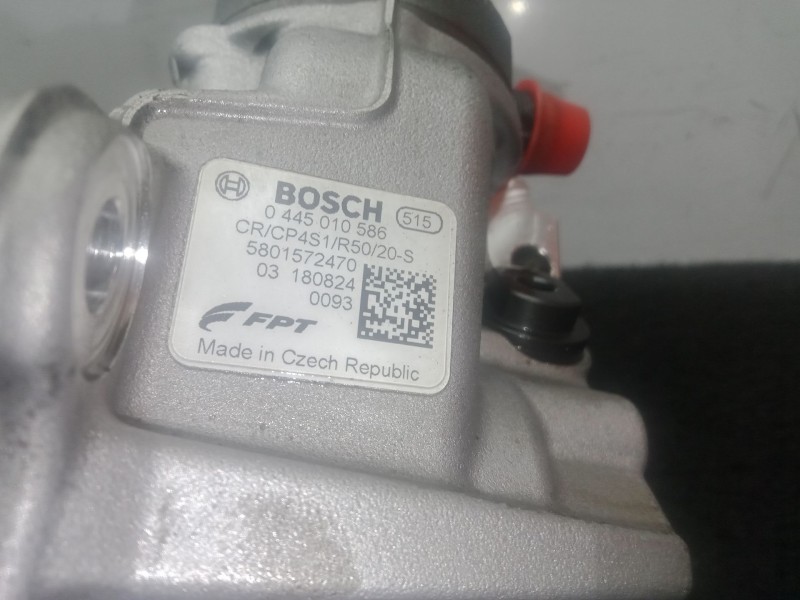 BOSCH 515
0 445 010 586
CR/CP4S1/R50/20-S
5801572470
03 180824
0093
FPT
Made in Czech Republic